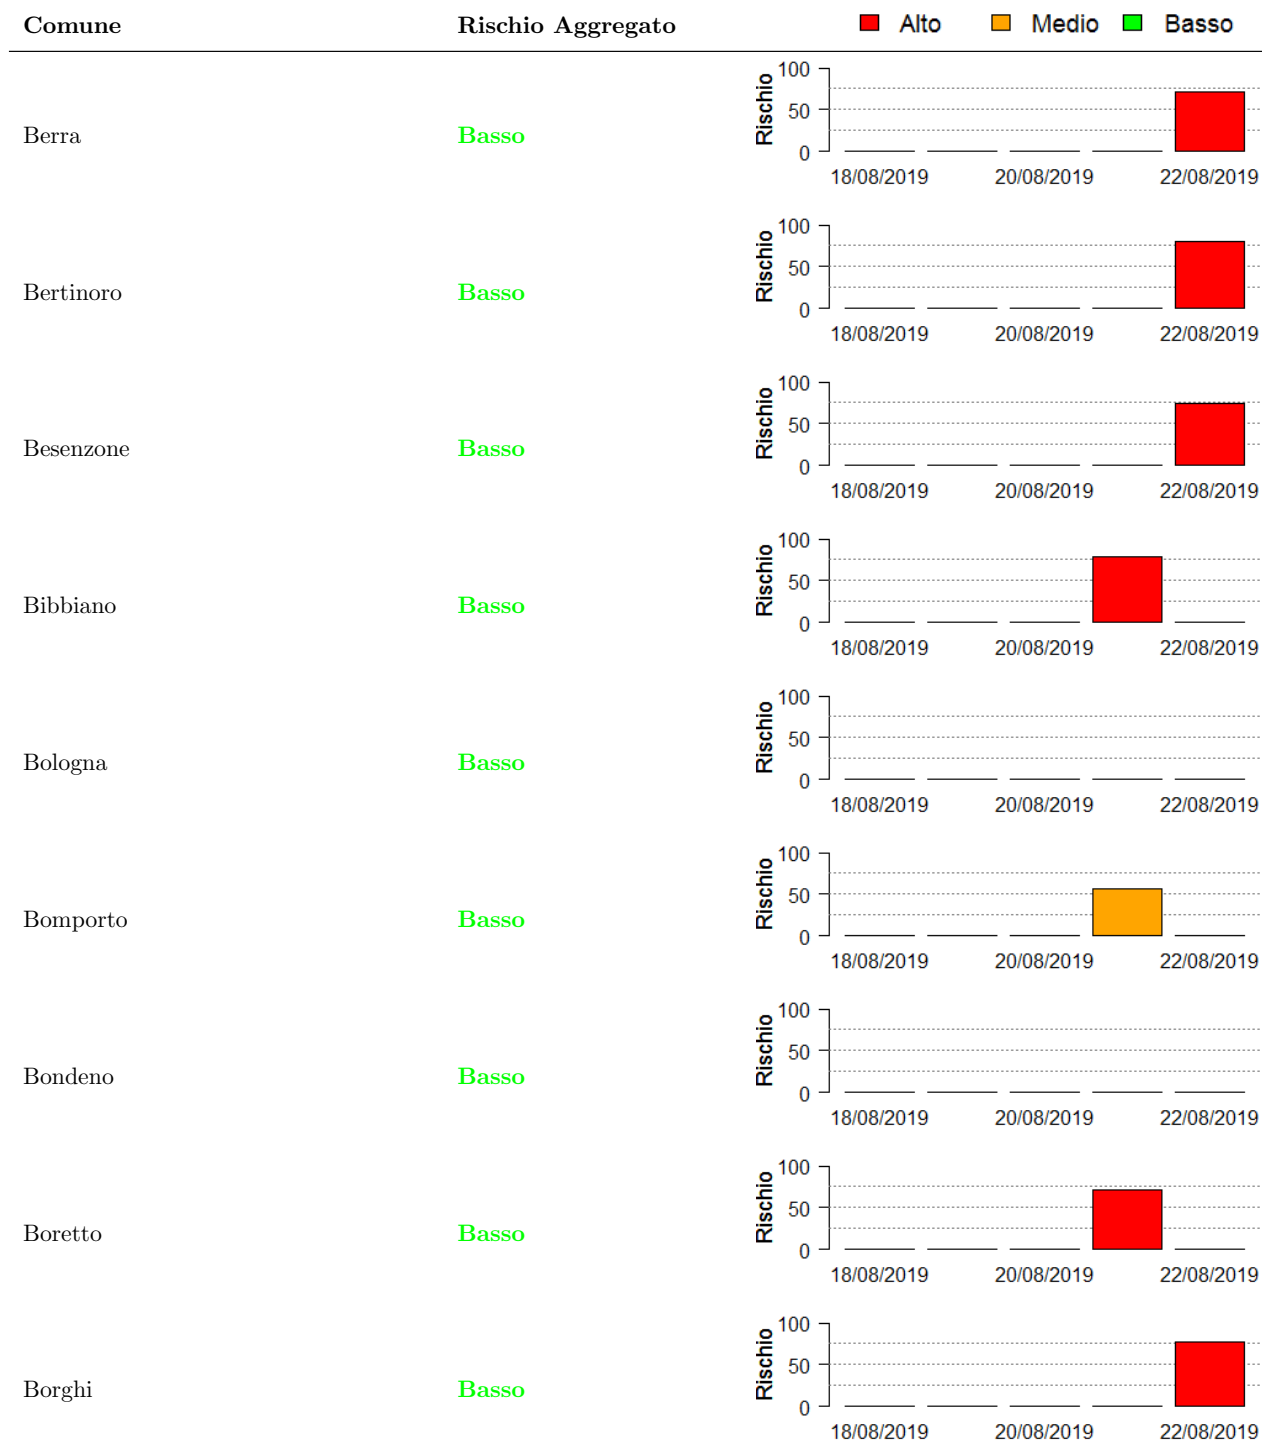 Comune Rischio Aggregato Alto Medio Basso
100
Rischio
50
Berra Basso
0
18/08/2019 20/08/2019 22/08/2019
100
Rischio
50
Bertinoro Basso
0
18/08/2019 20/08/2019 22/08/2019
100
Rischio
50
Besenzone Basso
0
18/08/2019 20/08/2019 22/08/2019
100
Rischio
50
Bibbiano Basso
0
18/08/2019 20/08/2019 22/08/2019
100
Rischio
50
Bologna Basso
0
18/08/2019 20/08/2019 22/08/2019
100
Rischio
50
Bomporto Basso
0
18/08/2019 20/08/2019 22/08/2019
100
Rischio
50
Bondeno Basso
0
18/08/2019 20/08/2019 22/08/2019
100
Rischio
50
Boretto Basso
0
18/08/2019 20/08/2019 22/08/2019
100
Rischio
50
Borghi Basso
0
18/08/2019 20/08/2019 22/08/2019